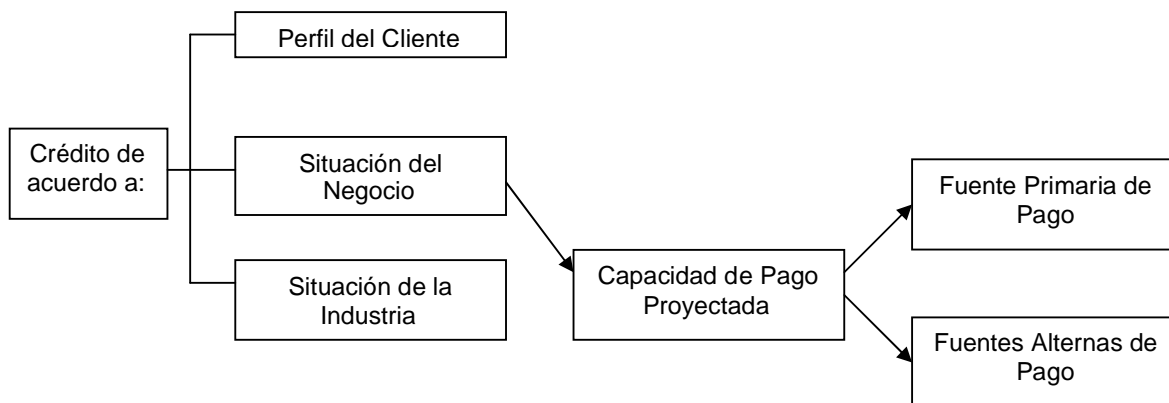 Perfil del Cliente
Crédito de
acuerdo a:
Situación del
Negocio
Situación de la
Industria
Capacidad de Pago
Proyectada
Fuente Primaria de
Pago
Fuentes Alternas de
Pago